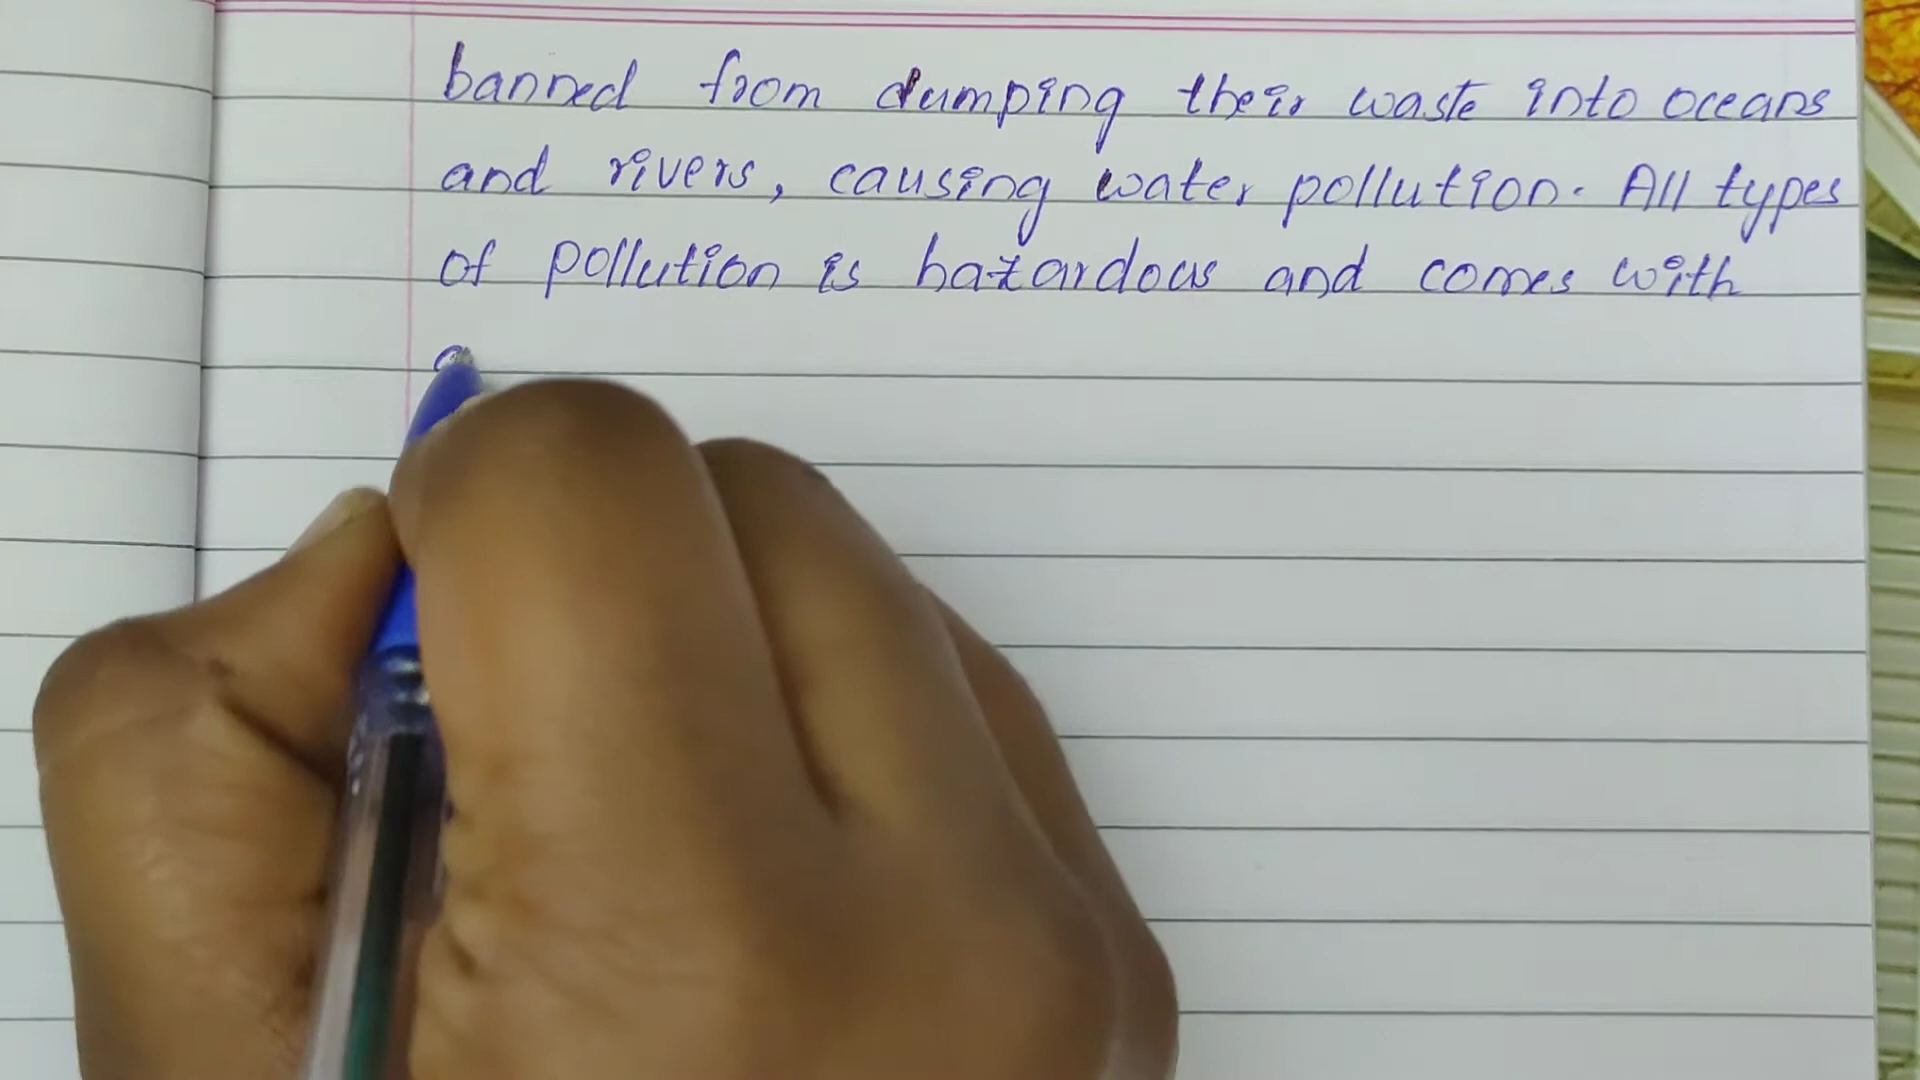 banned from dumping their waste into oceans
and rivers, causing water pollution. All types
of pollution is hazardous and comes with